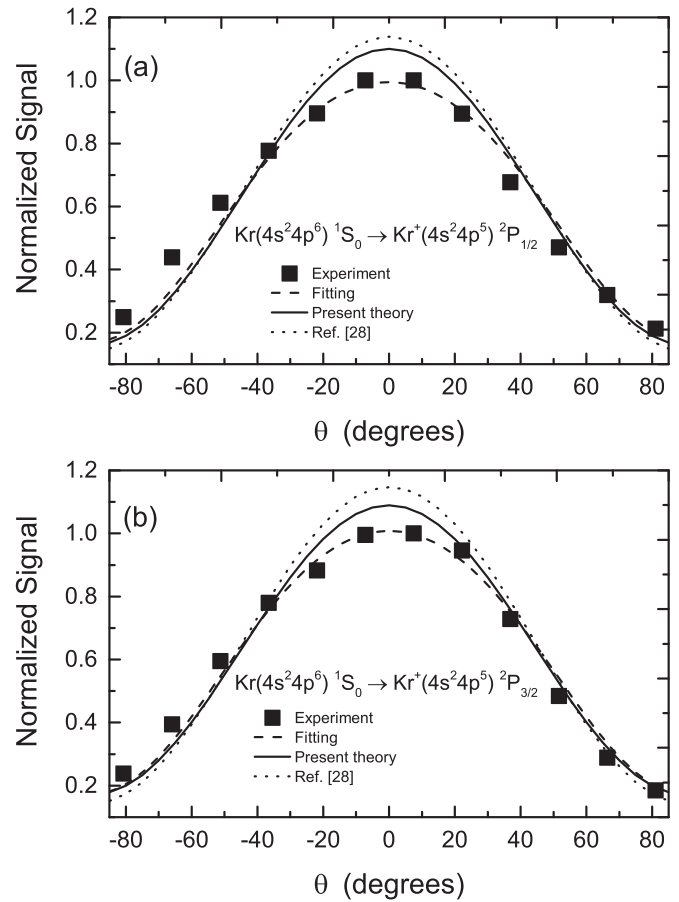 1.2
(a)
1.0
0.8
0.6
0.4
0.2
Normalized Signal
Kr(4s²4p⁶) ¹S₀ → Kr⁺(4s²4p⁵) ²P₁/₂
Experiment
Fitting
Present theory
Ref. [28]
-80 -60 -40 -20 0 20 40 60 80
θ (degrees)
1.2
(b)
1.0
0.8
0.6
0.4
0.2
Normalized Signal
Kr(4s²4p⁶) ¹S₀ → Kr⁺(4s²4p⁵) ²P₃/₂
Experiment
Fitting
Present theory
Ref. [28]
-80 -60 -40 -20 0 20 40 60 80
θ (degrees)